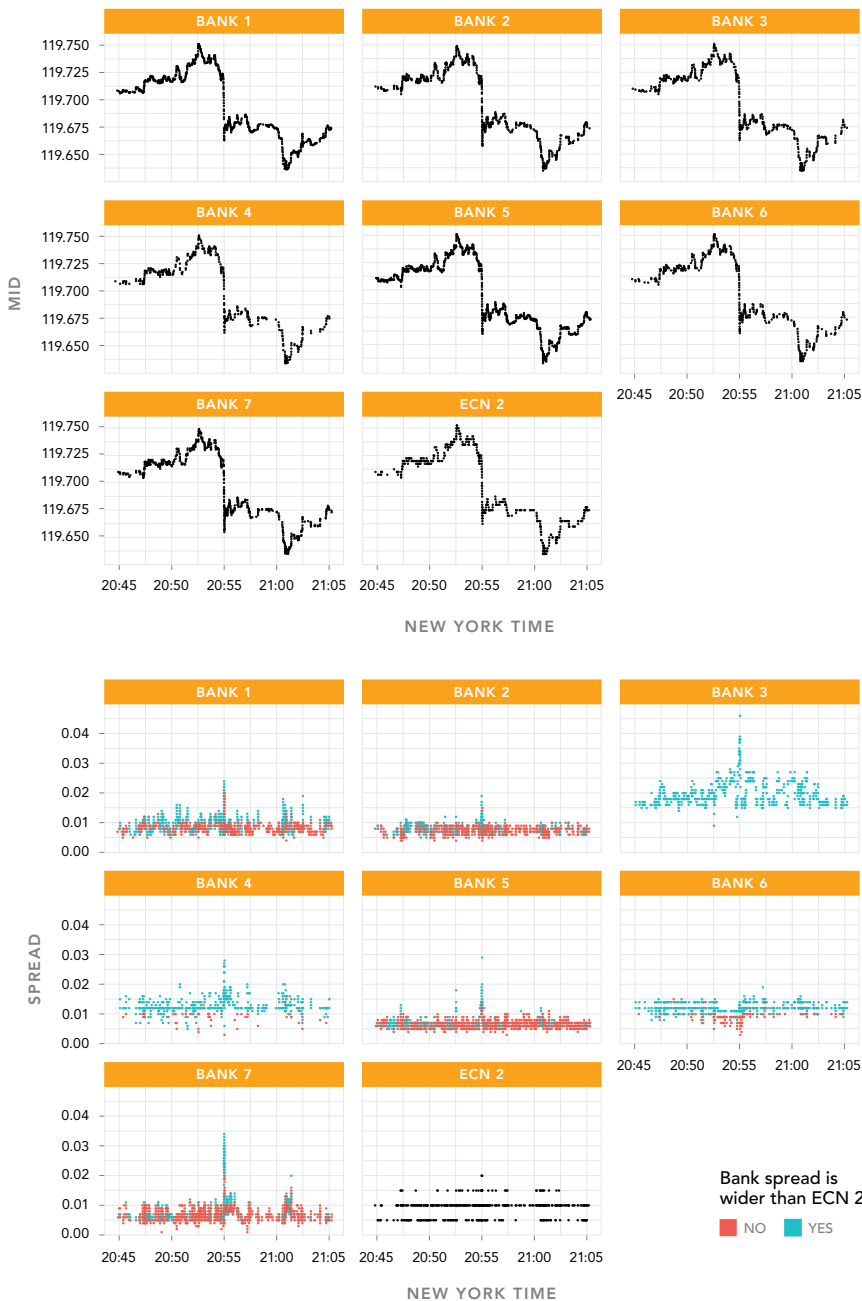 BANK 1 BANK 2 BANK 3
119.750
119.725
119.700
119.675
119.650
BANK 4 BANK 5 BANK 6
119.750
119.725
119.700
119.675
119.650
MID
20:45 20:50 20:55 21:00 21:05
BANK 7 ECN 2
119.750
119.725
119.700
119.675
119.650
20:45 20:50 20:55 21:00 21:05 20:45 20:50 20:55 21:00 21:05
NEW YORK TIME
BANK 1 BANK 2 BANK 3
0.04
0.03
0.02
0.01
0.00
BANK 4 BANK 5 BANK 6
0.04
0.03
0.02
0.01
0.00
SPREAD
20:45 20:50 20:55 21:00 21:05
BANK 7 ECN 2
0.04
0.03
0.02
0.01
0.00
20:45 20:50 20:55 21:00 21:05 20:45 20:50 20:55 21:00 21:05
Bank spread is
wider than ECN 2
NO YES
NEW YORK TIME